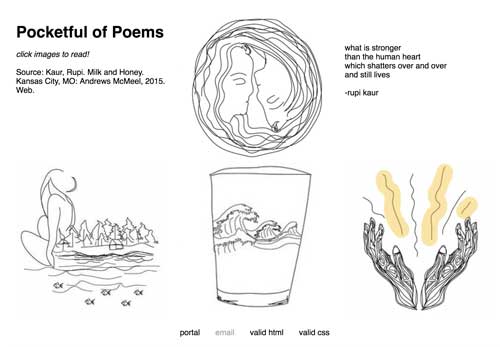 Pocketful of Poems
click images to read!
Source: Kaur, Rupi. Milk and Honey.
Kansas City, MO: Andrews McMeel, 2015.
Web.
what is stronger
than the human heart
which shatters over and over
and still lives
-rupi kaur
portal email valid html valid css